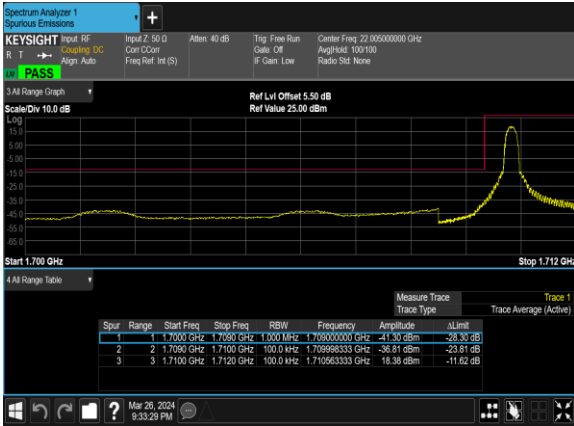 Spectrum Analyzer 1
Spurious Emissions
+
KEYSIGHT Input: RF Input Z: 50 Ω Atten: 40 dB Trig: Free Run Center Freq: 22.005000000 GHz
R T Coupling: DC Corr CCorr Gate: Off Avg|Hold: 100/100
Align: Auto Freq Ref: Int (S) IF Gain: Low Radio Std: None
PASS
3 All Range Graph
Ref Lvl Offset 5.50 dB
Scale/Div 10.0 dB Ref Value 25.00 dBm
Log
15.0
5.00
-5.00
-15.0
-25.0
-35.0
-45.0
-55.0
-65.0
Start 1.700 GHz Stop 1.712 GHz
4 All Range Table
Measure Trace Trace 1
Trace Type Trace Average (Active)
Spur Range Start Freq Stop Freq RBW Frequency Amplitude ΔLimit
1 1 1.7000 GHz 1.7090 GHz 1.000 MHz 1.709000000 GHz -41.30 dBm -28.30 dB
2 2 1.7090 GHz 1.7100 GHz 100.0 kHz 1.709998333 GHz -36.81 dBm -23.81 dB
3 3 1.7100 GHz 1.7120 GHz 100.0 kHz 1.710563333 GHz 18.38 dBm -11.62 dB
? Mar 26, 2024
9:33:29 PM